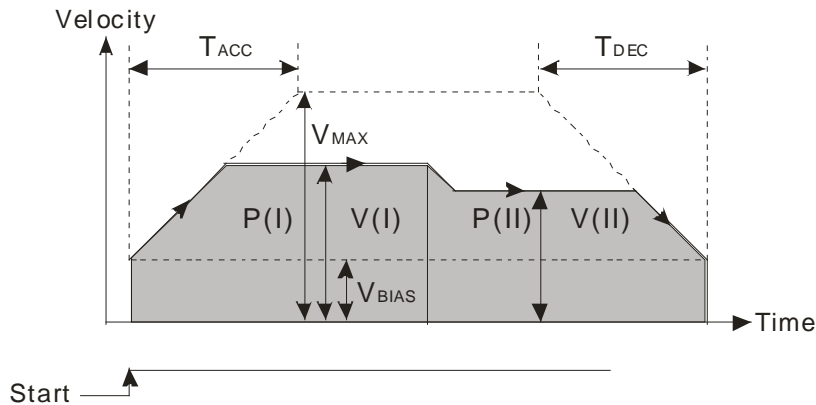 Velocity
TACC
TDEC
VMAX
P(I)
V(I)
P(II)
V(II)
VBIAS
Time
Start